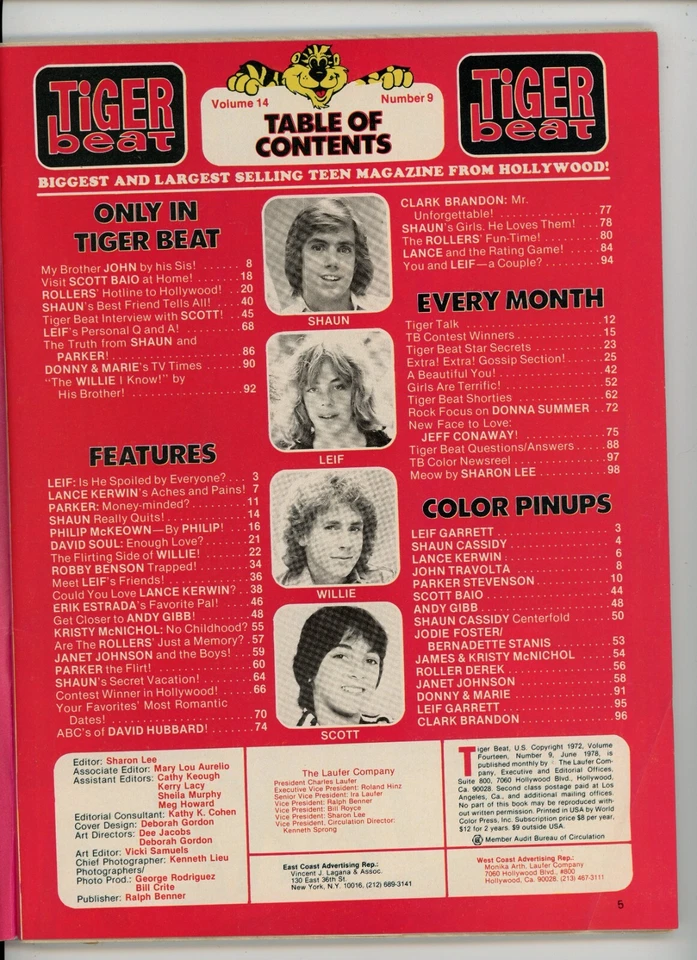 TiGER beat
Volume 14
Number 9
TABLE OF
CONTENTS
TiGER beat
BIGGEST AND LARGEST SELLING TEEN MAGAZINE FROM HOLLYWOOD!
ONLY IN
TIGER BEAT
My Brother JOHN by his Sis! . . . . . . 8
Visit SCOTT BAIO at Home! . . . . . . 18
ROLLERS' Hotline to Hollywood! . . 20
SHAUN's Best Friend Tells All! . . . . 40
Tiger Beat Interview with SCOTT! . . 45
LEIF's Personal Q and A! . . . . . . . . 68
The Truth from SHAUN and
PARKER! . . . . . . . . . . . . . . . . . 86
DONNY & MARIE's TV Times . . . . . 90
"The WILLIE I Know!" by
His Brother! . . . . . . . . . . . . . . . 92
FEATURES
LEIF: Is He Spoiled by Everyone? . . . 3
LANCE KERWIN's Aches and Pains! 7
PARKER: Money-minded? . . . . . . . 11
SHAUN Really Quits! . . . . . . . . . . 14
PHILIP McKEOWN—By PHILIP! . . . 16
DAVID SOUL: Enough Love? . . . . . 21
The Flirting Side of WILLIE! . . . . . . 22
ROBBY BENSON Trapped! . . . . . . . 34
Meet LEIF's Friends! . . . . . . . . . . . 36
Could You Love LANCE KERWIN? . . 38
ERIK ESTRADA's Favorite Pal! . . . . 46
Get Closer to ANDY GIBB! . . . . . . . 48
KRISTY McNICHOL: No Childhood? 55
Are The ROLLERS' Just a Memory? . 57
JANET JOHNSON and the Boys! . . . 59
PARKER the Flirt! . . . . . . . . . . . . . 60
SHAUN's Secret Vacation! . . . . . . . 64
Contest Winner in Hollywood! . . . . 66
Your Favorites' Most Romantic
Dates! . . . . . . . . . . . . . . . . . . . 70
ABC's of DAVID HUBBARD! . . . . . . 74
SHAUN
LEIF
WILLIE
SCOTT
CLARK BRANDON: Mr.
Unforgettable! . . . . . . . . . . . . . . 77
SHAUN's Girls. He Loves Them! . . . 78
The ROLLERS' Fun-Time! . . . . . . . . 80
LANCE and the Rating Game! . . . . . 84
You and LEIF—a Couple? . . . . . . . . 94
EVERY MONTH
Tiger Talk . . . . . . . . . . . . . . . . . 12
TB Contest Winners . . . . . . . . . . . 15
Tiger Beat Star Secrets . . . . . . . . . 23
Extra! Extra! Gossip Section! . . . . . 25
A Beautiful You! . . . . . . . . . . . . . . 42
Girls Are Terrific! . . . . . . . . . . . . . 52
Tiger Beat Shorties . . . . . . . . . . . . 62
Rock Focus on DONNA SUMMER . . 72
New Face to Love:
JEFF CONAWAY! . . . . . . . . . . . . 75
Tiger Beat Questions/Answers . . . . 88
TB Color Newsreel . . . . . . . . . . . . 97
Meow by SHARON LEE . . . . . . . . . 98
COLOR PINUPS
LEIF GARRETT . . . . . . . . . . . . . . . 3
SHAUN CASSIDY . . . . . . . . . . . . . 4
LANCE KERWIN . . . . . . . . . . . . . . 6
JOHN TRAVOLTA . . . . . . . . . . . . . 8
PARKER STEVENSON . . . . . . . . . . 10
SCOTT BAIO . . . . . . . . . . . . . . . . 44
ANDY GIBB . . . . . . . . . . . . . . . . . 48
SHAUN CASSIDY Centerfold . . . . . 50
JODIE FOSTER/
BERNADETTE STANIS . . . . . . . . 53
JAMES & KRISTY McNICHOL . . . . . 54
ROLLER DEREK . . . . . . . . . . . . . . 56
JANET JOHNSON . . . . . . . . . . . . . 58
DONNY & MARIE . . . . . . . . . . . . . 91
LEIF GARRETT . . . . . . . . . . . . . . . 95
CLARK BRANDON . . . . . . . . . . . . 96
Editor: Sharon Lee
Associate Editor: Mary Lou Aurelio
Assistant Editors: Cathy Keough
Kerry Lacy
Sheila Murphy
Meg Howard
Editorial Consultant: Kathy K. Cohen
Cover Design: Deborah Gordon
Art Directors: Dee Jacobs
Deborah Gordon
Art Editor: Vicki Samuels
Chief Photographer: Kenneth Lieu
Photographers/
Photo Prod.: George Rodriguez
Bill Crite
Publisher: Ralph Benner
The Laufer Company
President Charles Laufer
Executive Vice President: Roland Hinz
Senior Vice President: Ira Laufer
Vice President: Ralph Benner
Vice President: Bill Royce
Vice President: Sharon Lee
Vice President, Circulation Director:
Kenneth Sprong
East Coast Advertising Rep.:
Vincent J. Lagana & Assoc.
130 East 36th St.
New York, N.Y. 10016, (212) 689-3141
Tiger Beat, U.S. Copyright 1972, Volume
Fourteen, Number 9, June 1978, is
published monthly by The Laufer Com-
pany, Executive and Editorial Offices,
Suite 800, 7060 Hollywood Blvd., Hollywood,
Ca. 90028. Second class postage paid at Los
Angeles, Ca., and additional mailing offices.
No part of this book may be reproduced with-
out written permission. Printed in USA by World
Color Press, Inc. Subscription price $8 per year,
$12 for 2 years. $9 outside USA.
Member Audit Bureau of Circulation
West Coast Advertising Rep.:
Monika Arth, Laufer Company
7060 Hollywood Blvd., #800
Hollywood, Ca. 90028, (213) 467-3111
5